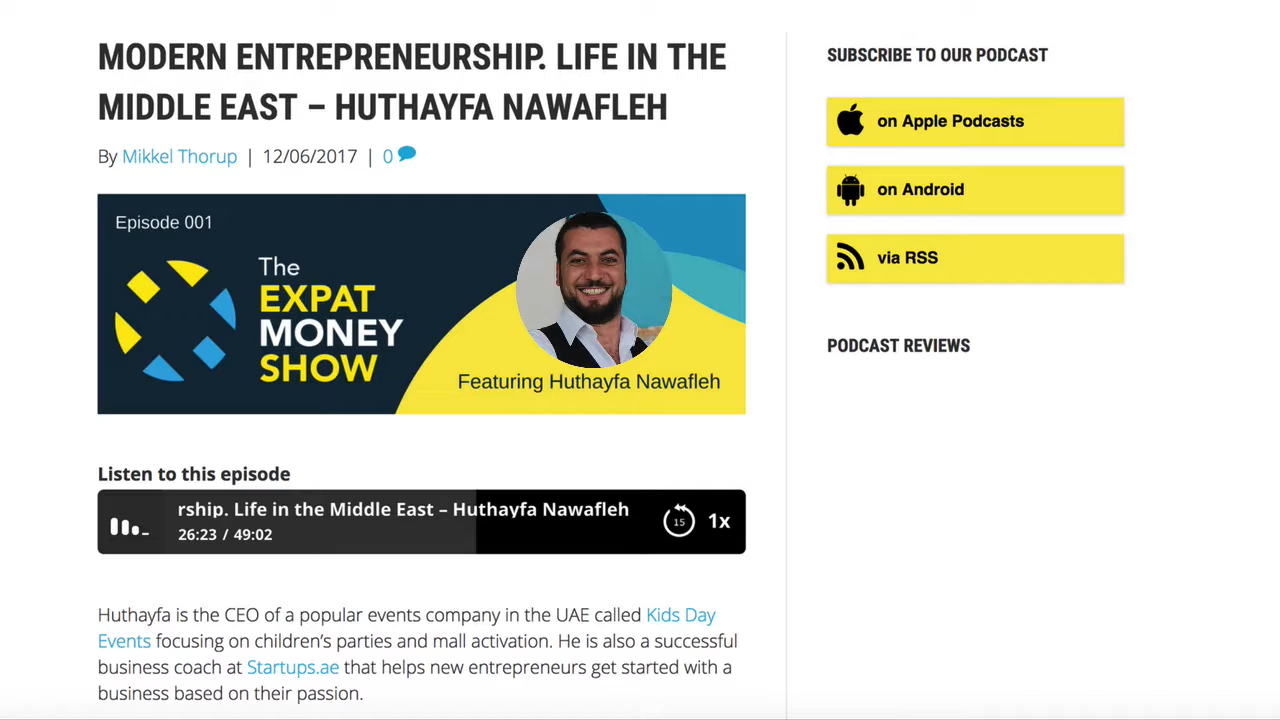 MODERN ENTREPRENEURSHIP. LIFE IN THE
MIDDLE EAST – HUTHAYFA NAWAFLEH
By Mikkel Thorup | 12/06/2017 | 0
Episode 001
The
EXPAT
MONEY
SHOW
Featuring Huthayfa Nawafleh
Listen to this episode
rship. Life in the Middle East – Huthayfa Nawafleh
26:23 / 49:02
15
1x
Huthayfa is the CEO of a popular events company in the UAE called Kids Day
Events focusing on children’s parties and mall activation. He is also a successful
business coach at Startups.ae that helps new entrepreneurs get started with a
business based on their passion.
SUBSCRIBE TO OUR PODCAST
on Apple Podcasts
on Android
via RSS
PODCAST REVIEWS